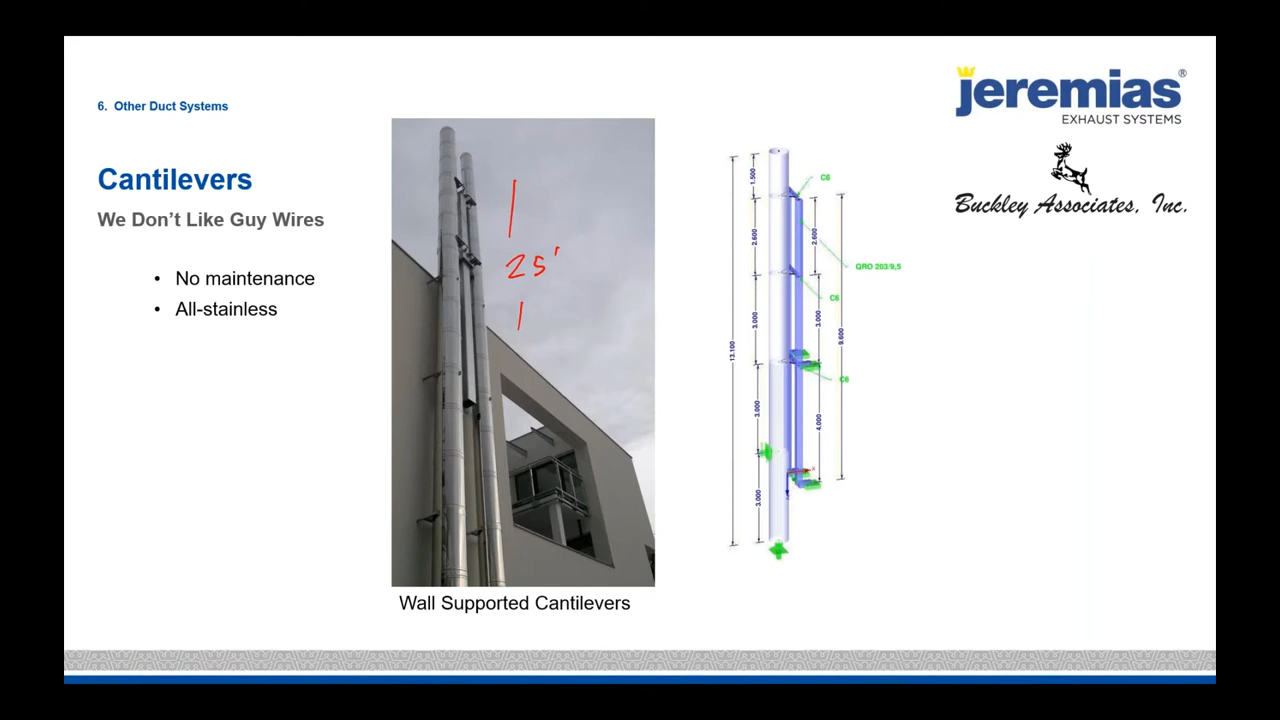 6. Other Duct Systems
jeremias®
EXHAUST SYSTEMS
Buckley Associates, Inc.
Cantilevers
We Don't Like Guy Wires
• No maintenance
• All-stainless
25'
Wall Supported Cantilevers
C6
QRO 203/9,5
C6
C6
1.500
2.600
3.000
3.000
3.000
13.100
2.600
3.000
4.000
9.600
x